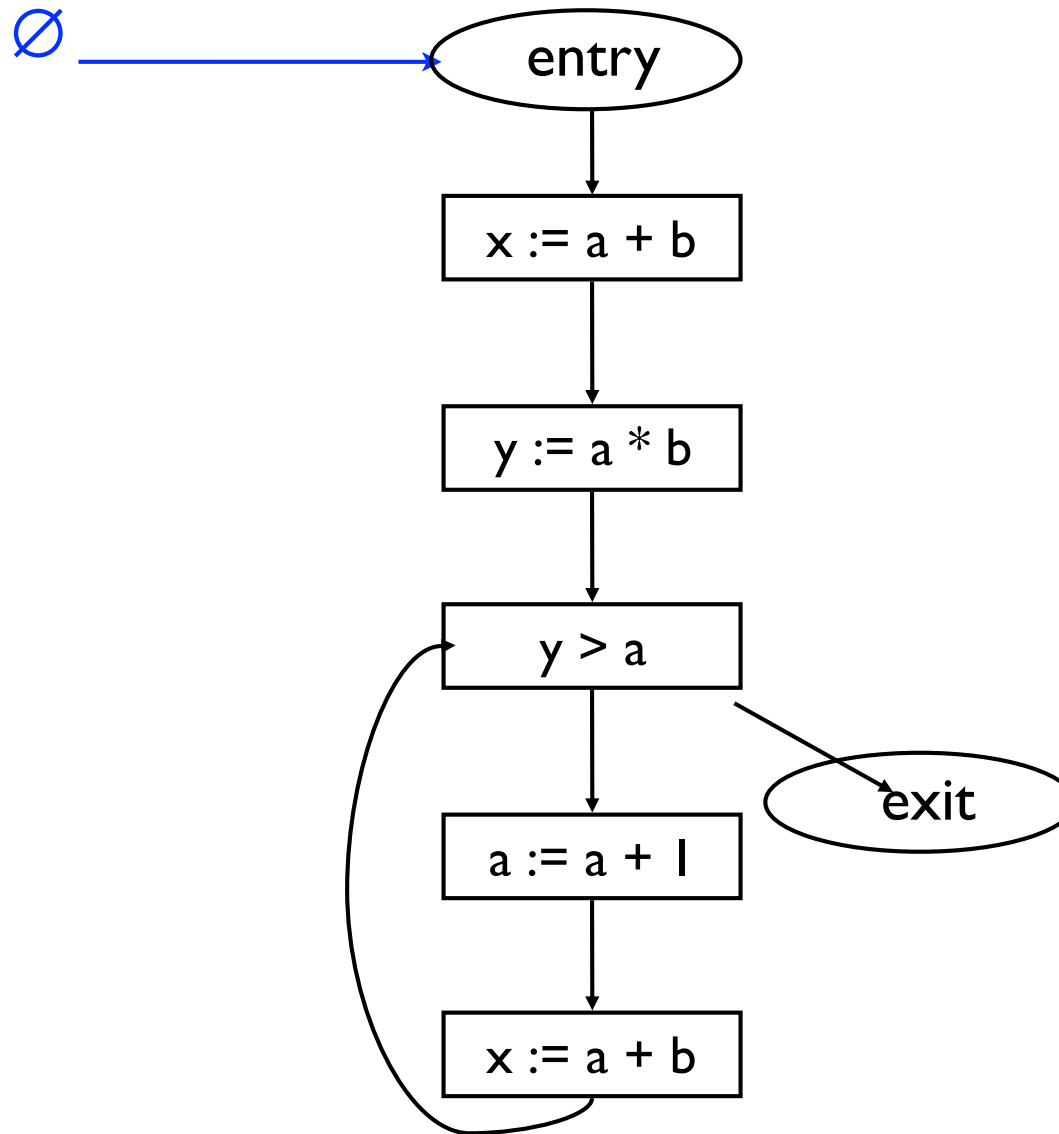 ∅
entry
x := a + b
y := a * b
y > a
exit
a := a + 1
x := a + b